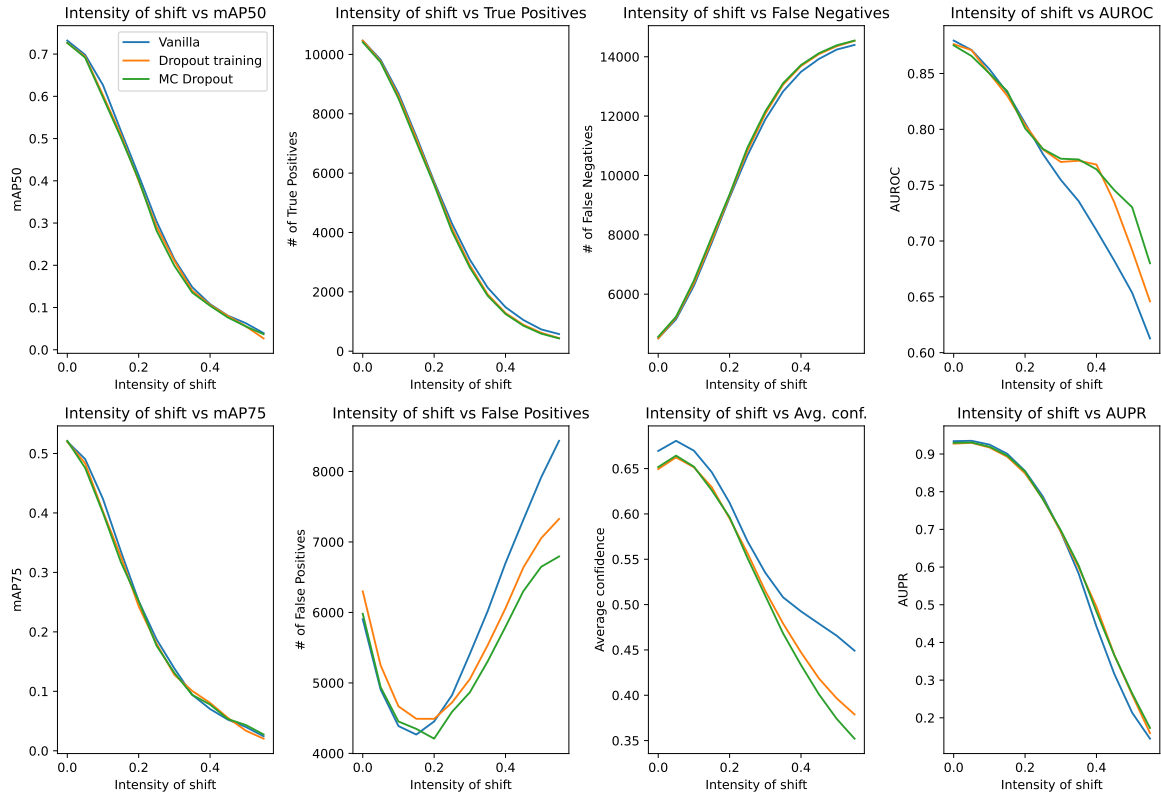 Intensity of shift vs mAP50
mAP50
0.7
0.6
0.5
0.4
0.3
0.2
0.1
0.0
Vanilla
Dropout training
MC Dropout
0.0 0.2 0.4
Intensity of shift
Intensity of shift vs True Positives
# of True Positives
10000
8000
6000
4000
2000
0
0.0 0.2 0.4
Intensity of shift
Intensity of shift vs False Negatives
# of False Negatives
14000
12000
10000
8000
6000
0.0 0.2 0.4
Intensity of shift
Intensity of shift vs AUROC
AUROC
0.85
0.80
0.75
0.70
0.65
0.60
0.0 0.2 0.4
Intensity of shift
Intensity of shift vs mAP75
mAP75
0.5
0.4
0.3
0.2
0.1
0.0
0.0 0.2 0.4
Intensity of shift
Intensity of shift vs False Positives
# of False Positives
8000
7000
6000
5000
4000
0.0 0.2 0.4
Intensity of shift
Intensity of shift vs Avg. conf.
Average confidence
0.65
0.60
0.55
0.50
0.45
0.40
0.35
0.0 0.2 0.4
Intensity of shift
Intensity of shift vs AUPR
AUPR
0.9
0.8
0.7
0.6
0.5
0.4
0.3
0.2
0.0 0.2 0.4
Intensity of shift